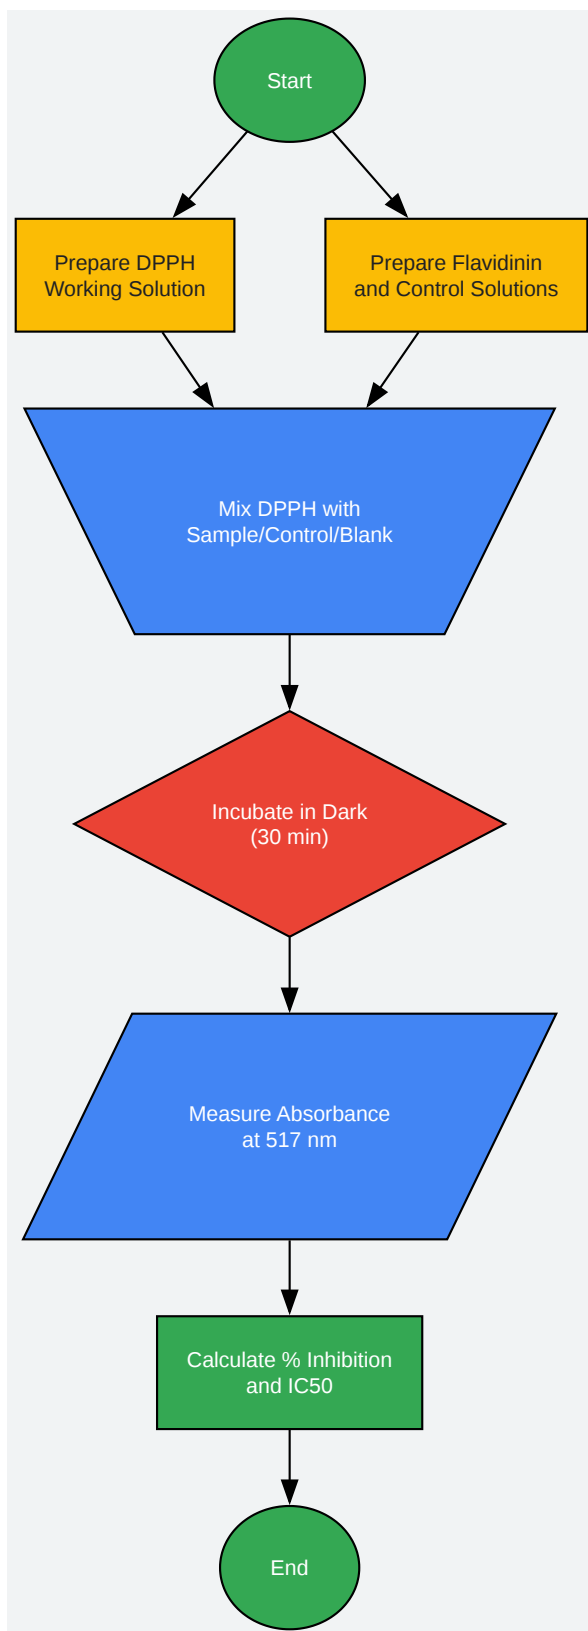 Start
Prepare DPPH
Working Solution
Prepare Flavidinin
and Control Solutions
Mix DPPH with
Sample/Control/Blank
Incubate in Dark
(30 min)
Measure Absorbance
at 517 nm
Calculate % Inhibition
and IC50
End